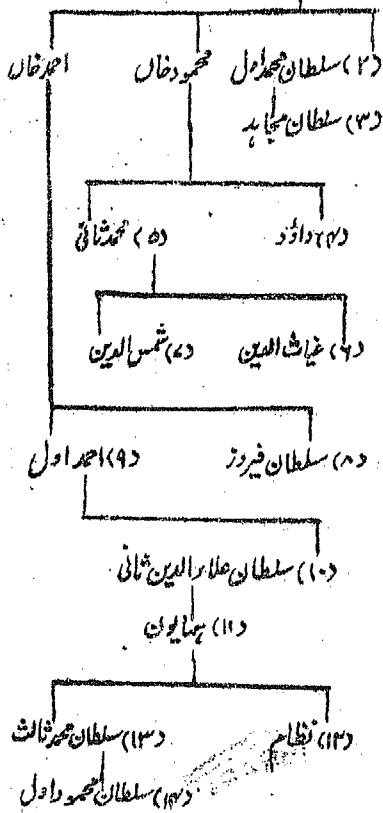 (۲) سلطان محمد اول محمود خاں احمد خاں
(۳) سلطان مجاہد
(۴) داؤد (۵) محمد ثانی
(۶) غیاث الدین (۷) شمس الدین
(۸) سلطان فیروز (۹) احمد اول
(۱۰) سلطان علاء الدین ثانی
(۱۱) ہمایون
(۱۲) نظام (۱۳) سلطان محمد ثالث
(۱۴) سلطان محمود اول